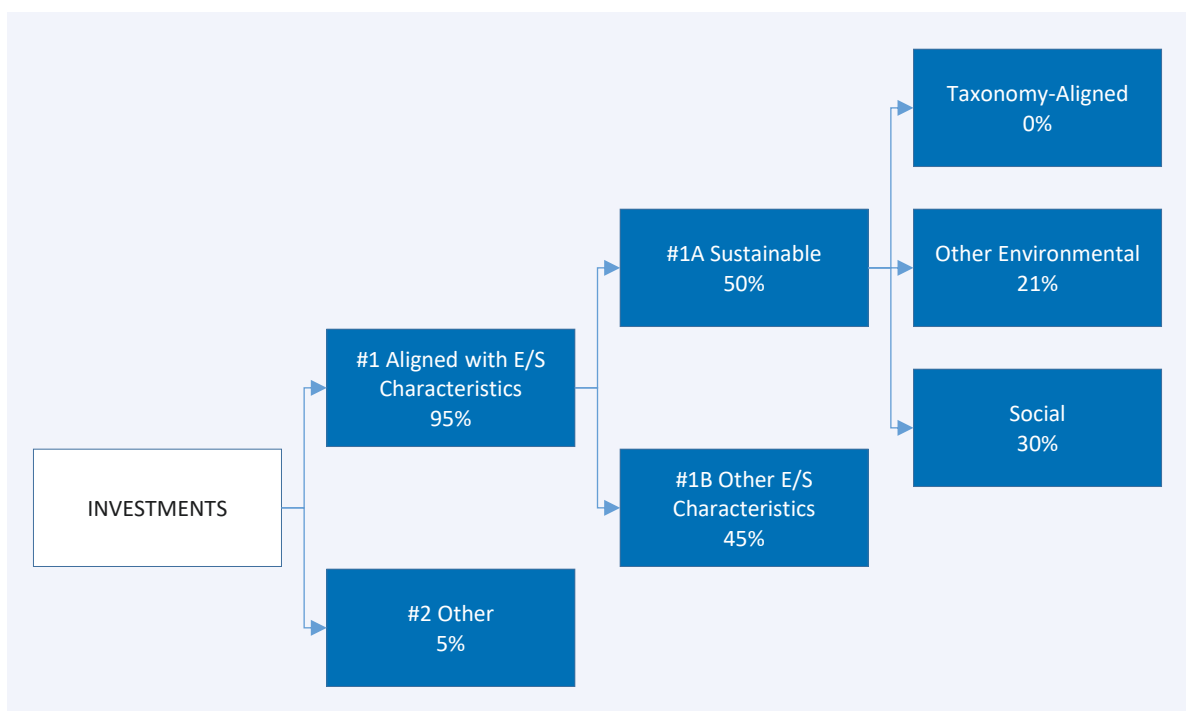 INVESTMENTS
#1 Aligned with E/S
Characteristics
95%
#2 Other
5%
#1A Sustainable
50%
#1B Other E/S
Characteristics
45%
Taxonomy-Aligned
0%
Other Environmental
21%
Social
30%